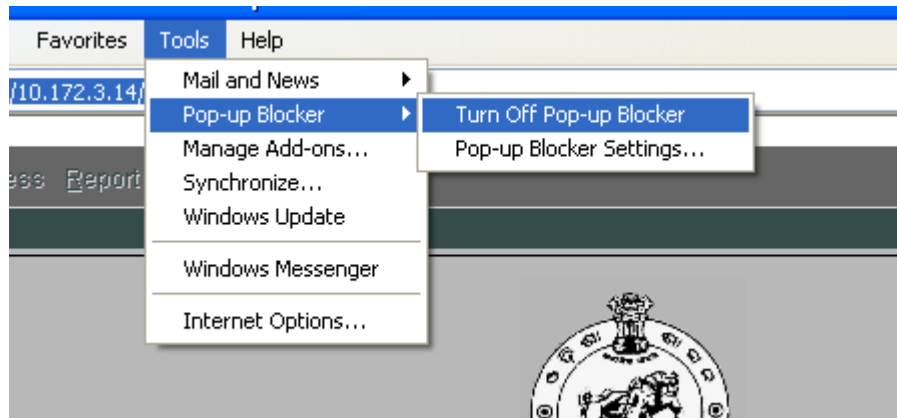 Favorites Tools Help
/10.172.3.14/
Mail and News
Pop-up Blocker
Turn Off Pop-up Blocker
Manage Add-ons...
Pop-up Blocker Settings...
ess Report
Synchronize...
Windows Update
Windows Messenger
Internet Options...